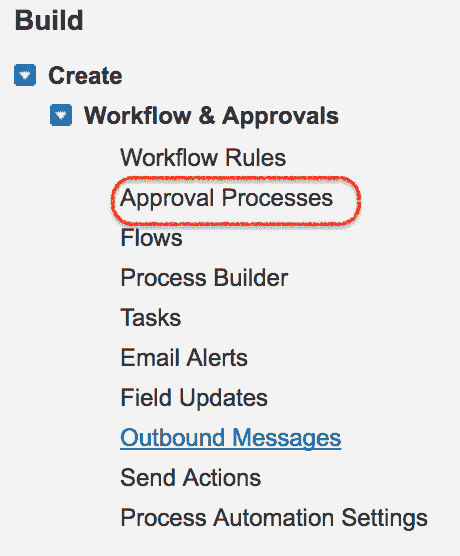 Build
Create
Workflow & Approvals
Workflow Rules
Approval Processes
Flows
Process Builder
Tasks
Email Alerts
Field Updates
Outbound Messages
Send Actions
Process Automation Settings